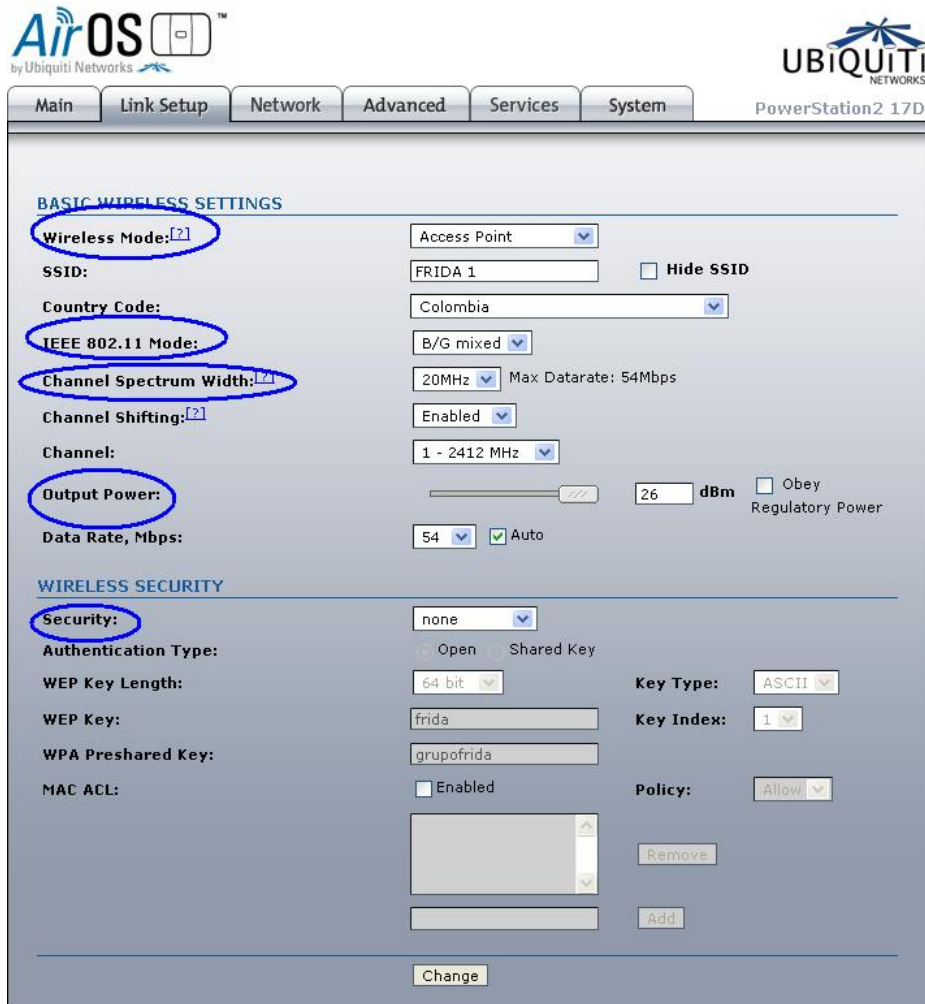 AirOS ™
by Ubiquiti Networks
UBiQUiTi
NETWORKS
Main Link Setup Network Advanced Services System PowerStation2 17D
BASIC WIRELESS SETTINGS
Wireless Mode:[?] Access Point
SSID: FRIDA 1 Hide SSID
Country Code: Colombia
IEEE 802.11 Mode: B/G mixed
Channel Spectrum Width:[?] 20MHz Max Datarate: 54Mbps
Channel Shifting:[?] Enabled
Channel: 1 - 2412 MHz
Output Power: 26 dBm Obey
Regulatory Power
Data Rate, Mbps: 54 Auto
WIRELESS SECURITY
Security: none
Authentication Type: Open Shared Key
WEP Key Length: 64 bit Key Type: ASCII
WEP Key: frida Key Index: 1
WPA Preshared Key: grupofrida
MAC ACL: Enabled Policy: Allow
Remove
Add
Change